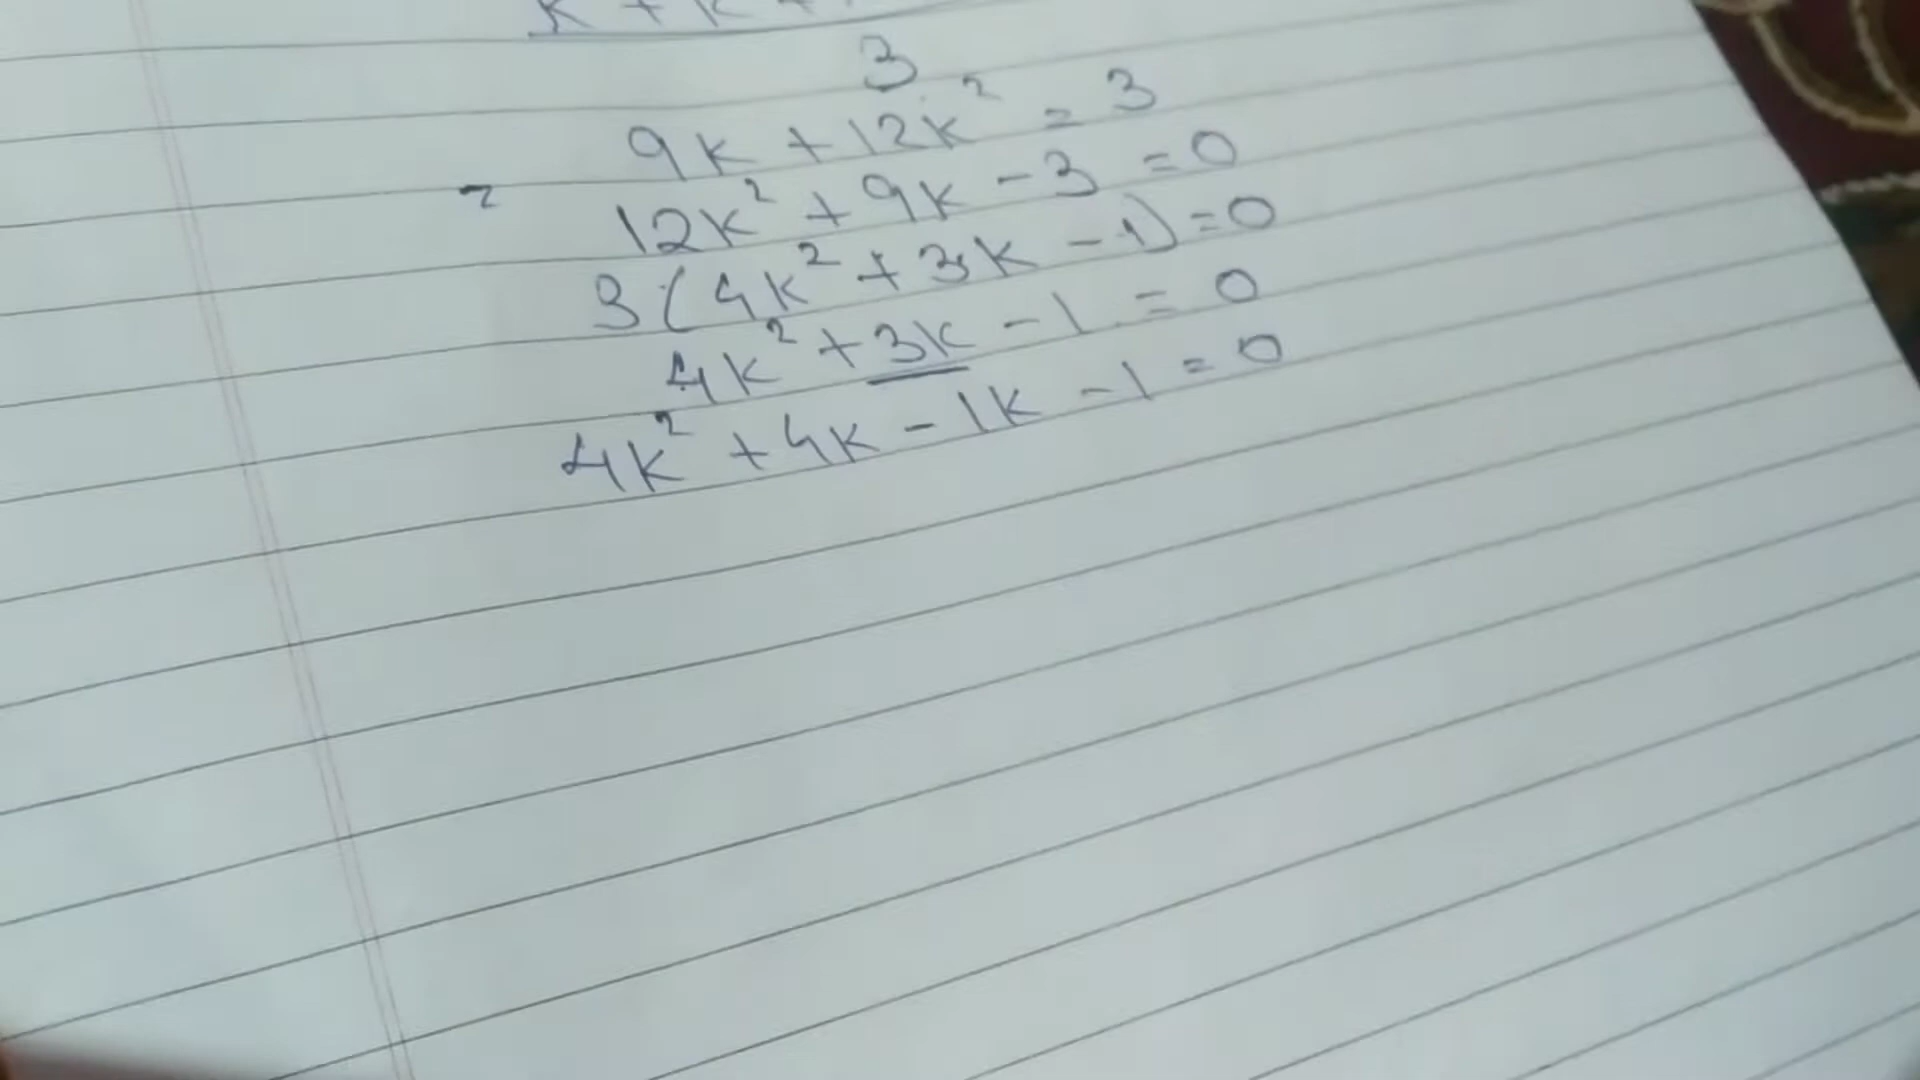 3
9k + 12k² = 3
12k² + 9k - 3 = 0
3(4k² + 3k - 1) = 0
4k² + 3k - 1 = 0
4k² + 4k - 1k - 1 = 0